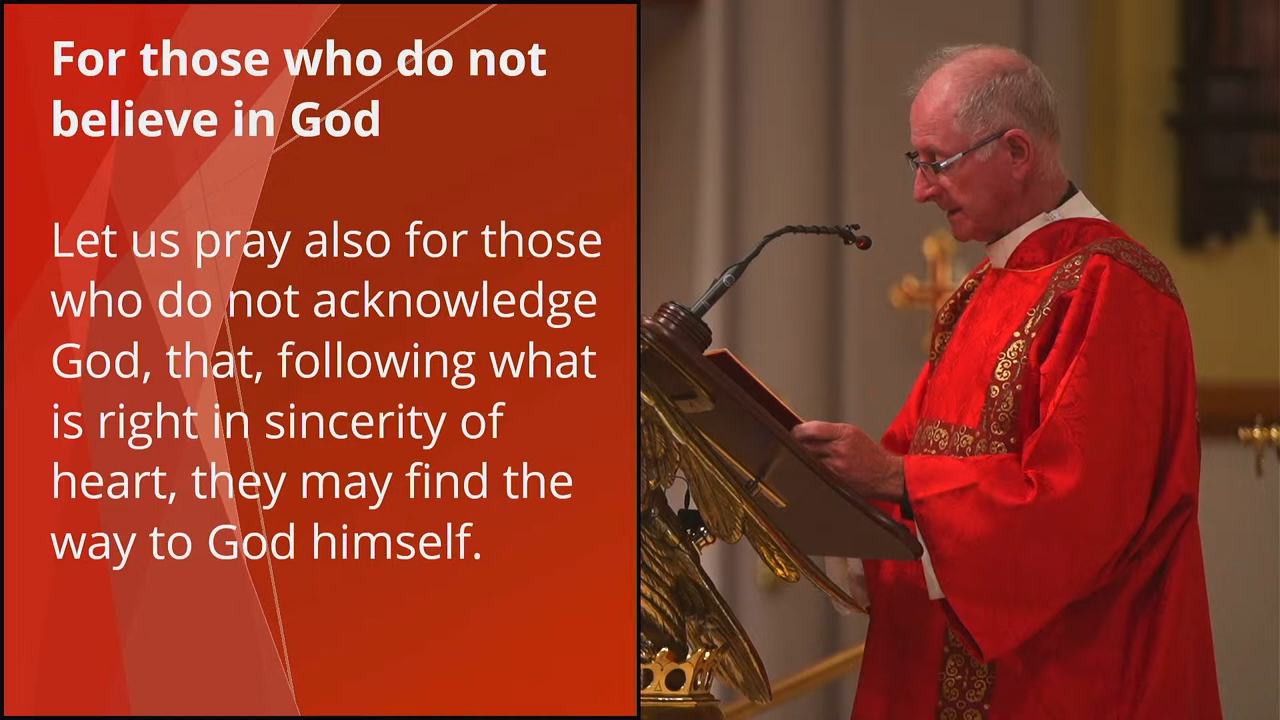 For those who do not
believe in God
Let us pray also for those
who do not acknowledge
God, that, following what
is right in sincerity of
heart, they may find the
way to God himself.